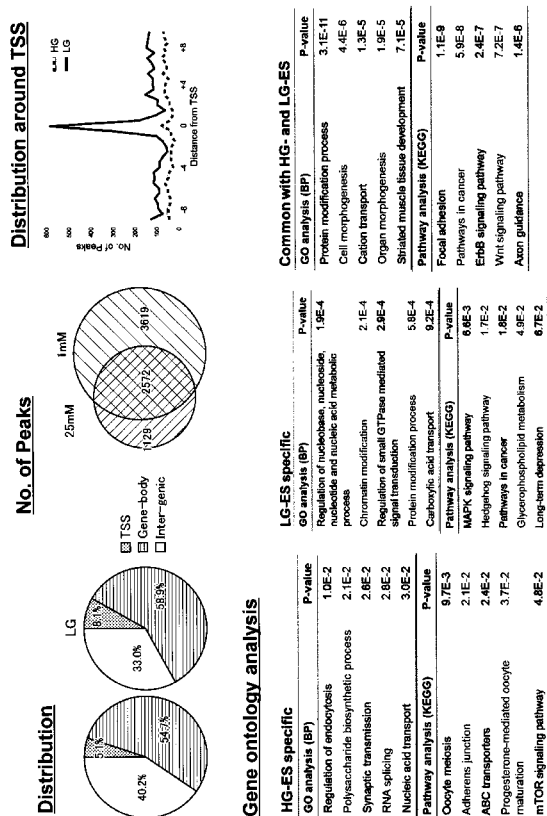 Distribution
LG
5.1%
40.2%
54.7%
8.1%
33.0%
58.9%
TSS
Gene-body
Inter-genic
No. of Peaks
25mM
1mM
1129
2572
3619
Distribution around TSS
HG
LG
No. of Peaks
600
500
400
300
200
100
0
-8
-4
0
+4
+8
Distance from TSS
Gene ontology analysis
HG-ES specific
GO analysis (BP) P-value
Regulation of endocytosis 1.0E-2
Polysaccharide biosynthetic process 2.1E-2
Synaptic transmission 2.6E-2
RNA splicing 2.8E-2
Nucleic acid transport 3.0E-2
Pathway analysis (KEGG) P-value
Oocyte meiosis 9.7E-3
Adherens junction 2.1E-2
ABC transporters 2.4E-2
Progesterone-mediated oocyte 3.7E-2
maturation
mTOR signaling pathway 4.8E-2
LG-ES specific
GO analysis (BP) P-value
Regulation of nucleobase, nucleoside, 1.9E-4
nucleotide and nucleic acid metabolic
process
Chromatin modification 2.1E-4
Regulation of small GTPase mediated 2.9E-4
signal transduction
Protein modification process 5.8E-4
Carboxylic acid transport 9.2E-4
Pathway analysis (KEGG) P-value
MAPK signaling pathway 6.6E-3
Hedgehog signaling pathway 1.7E-2
Pathways in cancer 1.8E-2
Glycerophospholipid metabolism 4.9E-2
Long-term depression 6.7E-2
Common with HG- and LG-ES
GO analysis (BP) P-value
Protein modification process 3.1E-11
Cell morphogenesis 4.4E-6
Cation transport 1.3E-5
Organ morphogenesis 1.9E-5
Striated muscle tissue development 7.1E-5
Pathway analysis (KEGG) P-value
Focal adhesion 1.1E-9
Pathways in cancer 5.9E-8
ErbB signaling pathway 2.4E-7
Wnt signaling pathway 7.2E-7
Axon guidance 1.4E-6